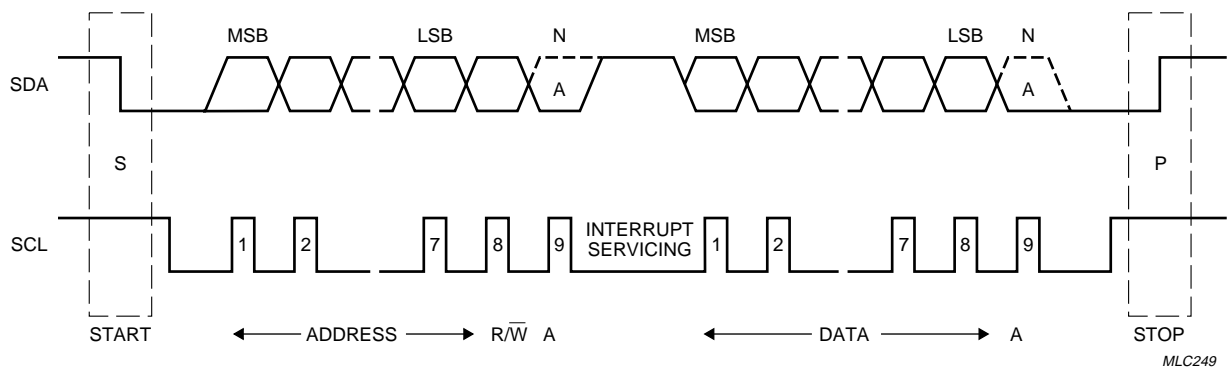 MSB LSB N MSB LSB N
SDA A A
S P
SCL 1 2 7 8 9 INTERRUPT SERVICING 1 2 7 8 9
START ADDRESS R/W̅ A DATA A STOP
MLC249